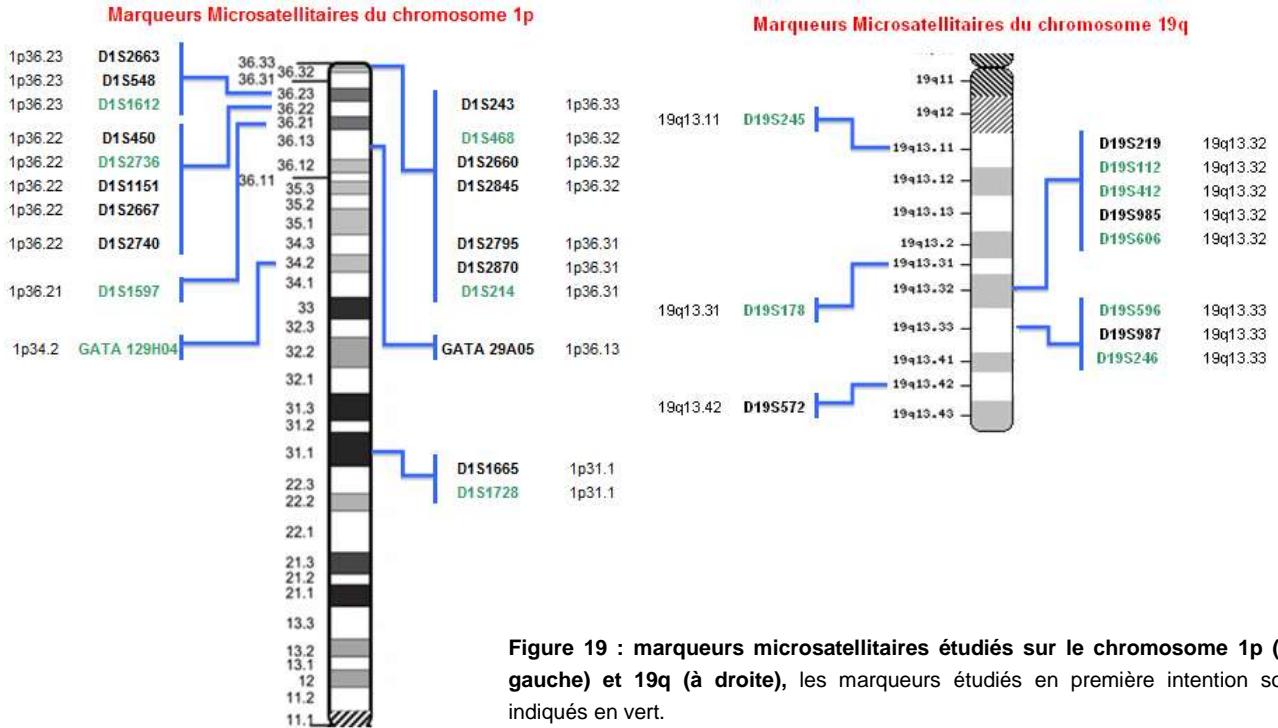 Marqueurs Microsatellitaires du chromosome 1p
1p36.23 D1S2663
1p36.23 D1S548
1p36.23 D1S1612
1p36.22 D1S450
1p36.22 D1S2736
1p36.22 D1S1151
1p36.22 D1S2667
1p36.22 D1S2740
1p36.21 D1S1597
1p34.2 GATA 129H04
36.33
36.32
36.31
36.23
36.22
36.21
36.13
36.12
36.11
35.3
35.2
35.1
34.3
34.2
34.1
33
32.3
32.2
32.1
31.3
31.2
31.1
22.3
22.2
22.1
21.3
21.2
21.1
13.3
13.2
13.1
12
11.2
11.1
D1S243 1p36.33
D1S468 1p36.32
D1S2660 1p36.32
D1S2845 1p36.32
D1S2795 1p36.31
D1S2870 1p36.31
D1S214 1p36.31
GATA 29A05 1p36.13
D1S1665 1p31.1
D1S1728 1p31.1
Marqueurs Microsatellitaires du chromosome 19q
19q13.11 D19S245
19q13.31 D19S178
19q13.42 D19S572
19q11
19q12
19q13.11
19q13.12
19q13.13
19q13.2
19q13.31
19q13.32
19q13.33
19q13.41
19q13.42
19q13.43
D19S219 19q13.32
D19S112 19q13.32
D19S412 19q13.32
D19S985 19q13.32
D19S606 19q13.32
D19S596 19q13.33
D19S987 19q13.33
D19S246 19q13.33
Figure 19 : marqueurs microsatellitaires étudiés sur le chromosome 1p (
gauche) et 19q (à droite), les marqueurs étudiés en première intention so
indiqués en vert.